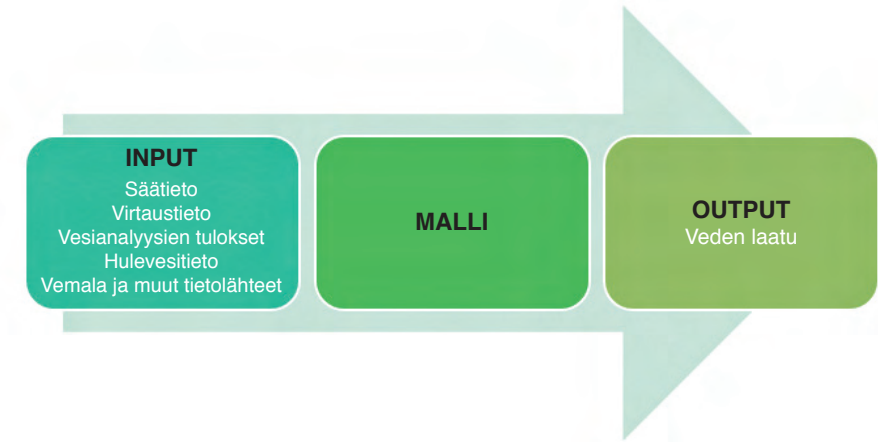 INPUT
Säätieto
Virtaustieto
Vesianalyysien tulokset
Hulevesitieto
Vemala ja muut tietolähteet
MALLI
OUTPUT
Veden laatu